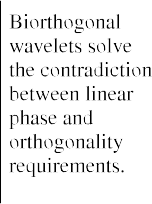 Biorthogonal
wavelets solve
the contradiction
between linear
phase and
orthogonality
requirements.